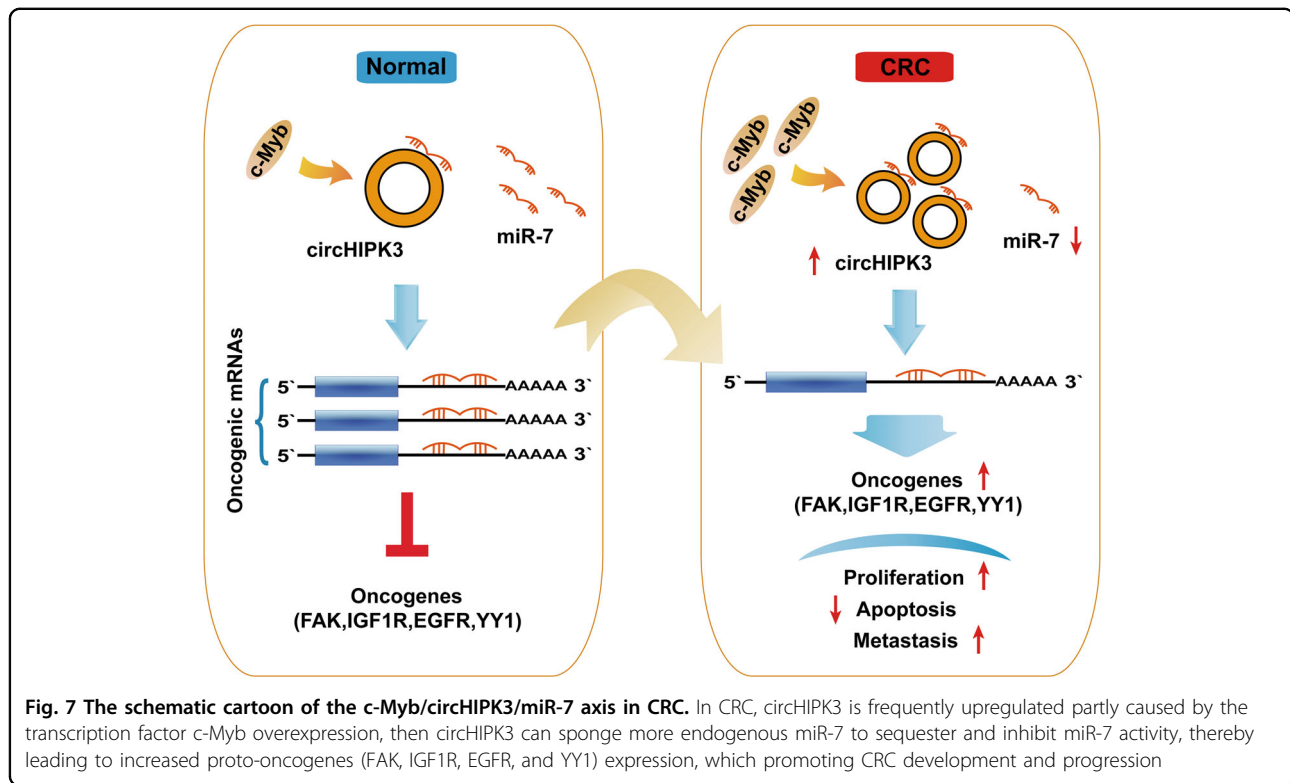 Normal
c-Myb
circHIPK3
miR-7
Oncogenic mRNAs
5` AAAAA 3`
5` AAAAA 3`
5` AAAAA 3`
Oncogenes
(FAK,IGF1R,EGFR,YY1)
CRC
c-Myb
c-Myb
c-Myb
circHIPK3
miR-7
5` AAAAA 3`
Oncogenes
(FAK,IGF1R,EGFR,YY1)
Proliferation
Apoptosis
Metastasis
Fig. 7 The schematic cartoon of the c-Myb/circHIPK3/miR-7 axis in CRC. In CRC, circHIPK3 is frequently upregulated partly caused by the
transcription factor c-Myb overexpression, then circHIPK3 can sponge more endogenous miR-7 to sequester and inhibit miR-7 activity, thereby
leading to increased proto-oncogenes (FAK, IGF1R, EGFR, and YY1) expression, which promoting CRC development and progression